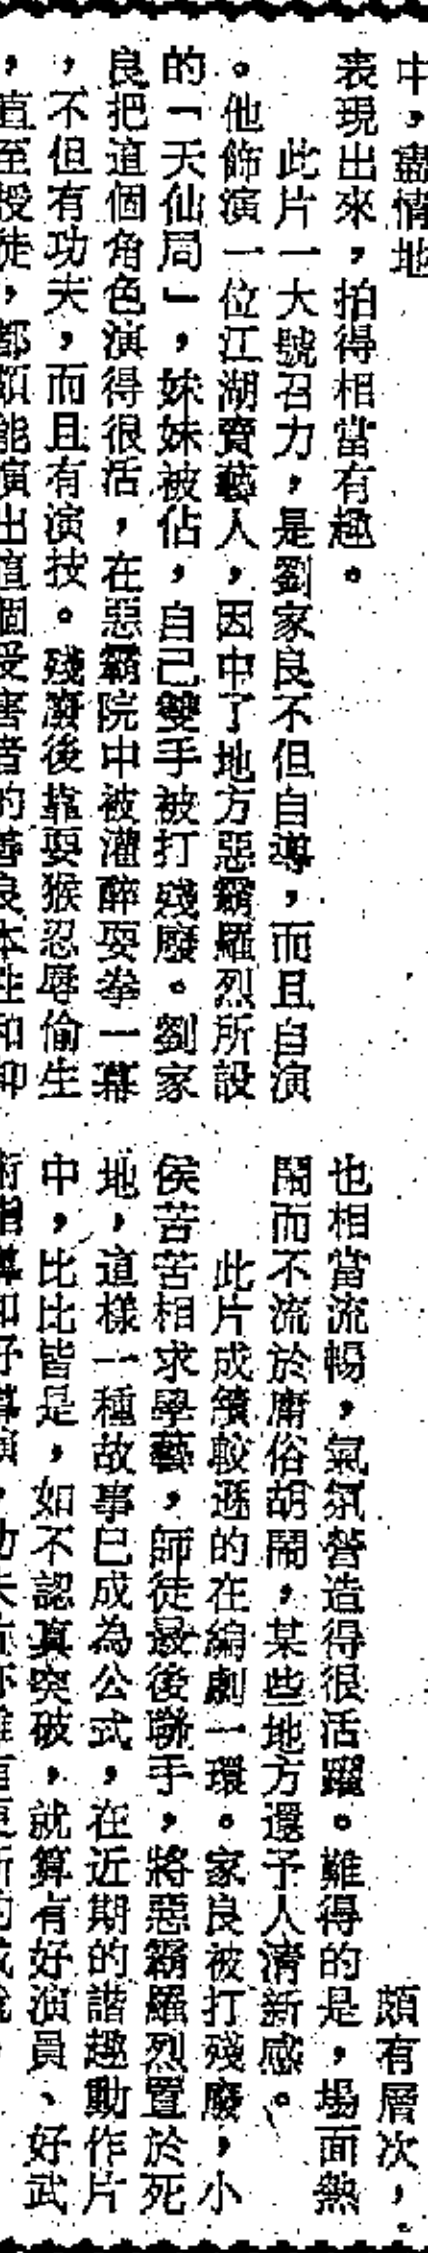 中，盡情地
表現出來，拍得相當有趣。
此片一大號召力，是劉家良不但自導，而且自演
。他飾演一位江湖賣藝人，因中了地方惡霸羅烈所設
的「天仙局」，妹妹被佔，自己雙手被打殘廢。劉家
良把這個角色演得很活，在惡霸院中被灌醉耍拳一幕
，不但有功夫，而且有演技。殘廢後靠耍猴忍辱偷生
，直至授徒，都頗能演出這個受害者的善良本性和抑
頗有層次，
也相當流暢，氣氛營造得很活躍。難得的是，場面熱
鬧而不流於庸俗胡鬧，某些地方還予人清新感。
此片成績較遜的在編劇一環。家良被打殘廢，小
侯苦苦相求學藝，師徒最後聯手，將惡霸羅烈置於死
地，這樣一種故事已成為公式，在近期的諧趣動作片
中，比比皆是，如不認真突破，就算有好演員、好武
術指導和好導演，功夫